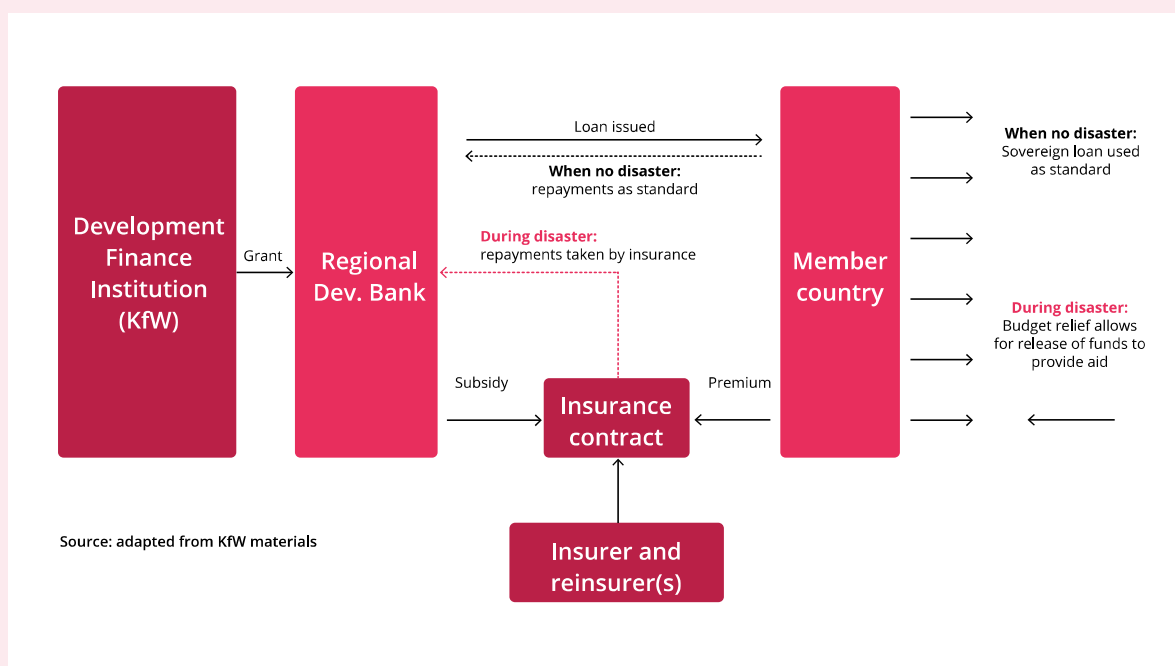 Development
Finance
Institution
(KfW)
Grant
Regional
Dev. Bank
Loan issued
When no disaster:
repayments as standard
During disaster:
repayments taken by insurance
Subsidy
Insurance
contract
Premium
Member
country
When no disaster:
Sovereign loan used
as standard
During disaster:
Budget relief allows
for release of funds to
provide aid
Insurer and
reinsurer(s)
Source: adapted from KfW materials